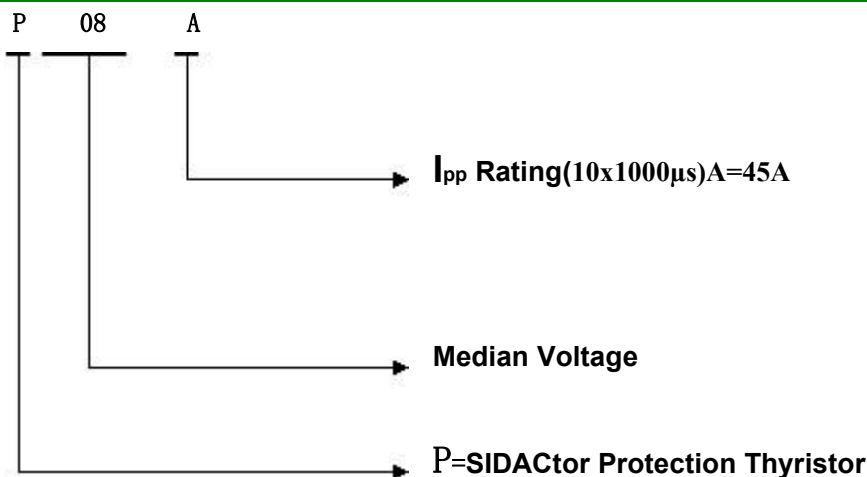 P 08 A
Ipp Rating(10x1000μs)A=45A
Median Voltage
P=SIDACtor Protection Thyristor